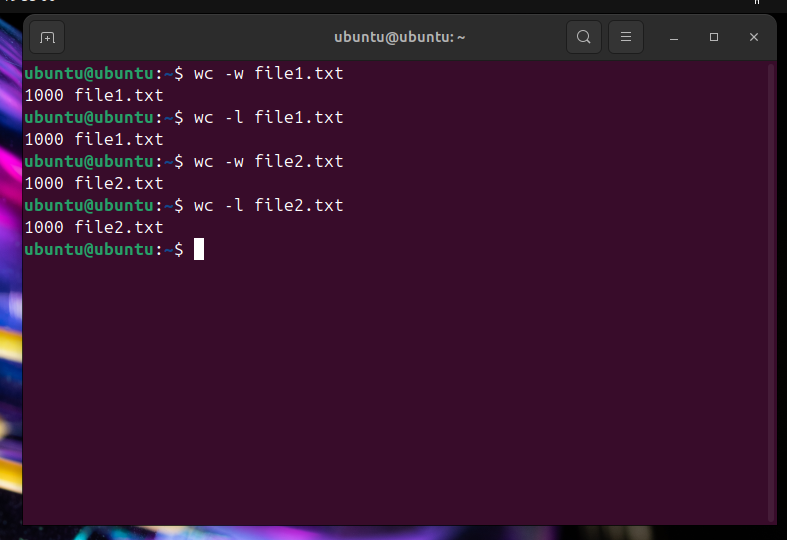 ubuntu@ubuntu: ~
ubuntu@ubuntu:~$ wc -w file1.txt
1000 file1.txt
ubuntu@ubuntu:~$ wc -l file1.txt
1000 file1.txt
ubuntu@ubuntu:~$ wc -w file2.txt
1000 file2.txt
ubuntu@ubuntu:~$ wc -l file2.txt
1000 file2.txt
ubuntu@ubuntu:~$